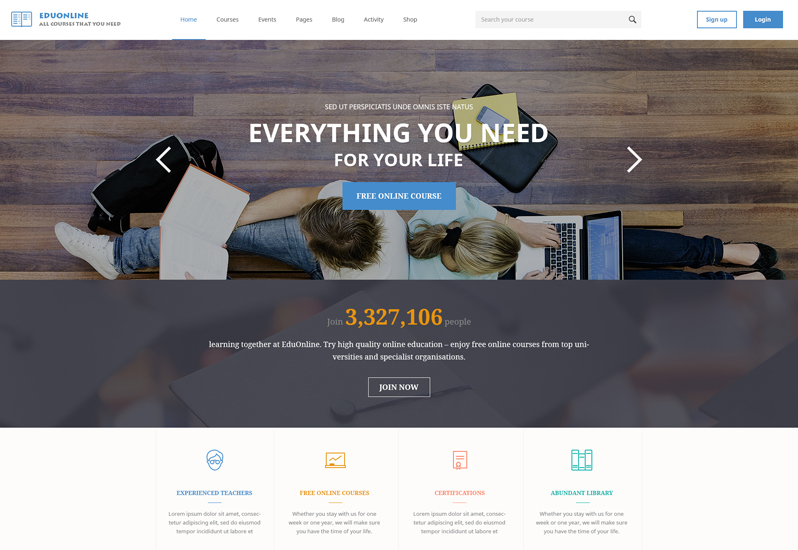 EDUONLINE
ALL COURSES THAT YOU NEED
Home Courses Events Pages Blog Activity Shop
Search your course
Sign up
Login
SED UT PERSPICIATIS UNDE OMNIS ISTE NATUS
EVERYTHING YOU NEED
FOR YOUR LIFE
FREE ONLINE COURSE
Join 3,327,106 people
learning together at EduOnline. Try high quality online education – enjoy free online courses from top uni-
versities and specialist organisations.
JOIN NOW
EXPERIENCED TEACHERS
Lorem ipsum dolor sit amet, consec-
tetur adipiscing elit, sed do eiusmod
tempor incididunt ut labore et
FREE ONLINE COURSES
Whether you stay with us for one
week or one year, we will make sure
you have the time of your life.
CERTIFICATIONS
Lorem ipsum dolor sit amet, consec-
tetur adipiscing elit, sed do eiusmod
tempor incididunt ut labore et
ABUNDANT LIBRARY
Whether you stay with us for one
week or one year, we will make sure
you have the time of your life.